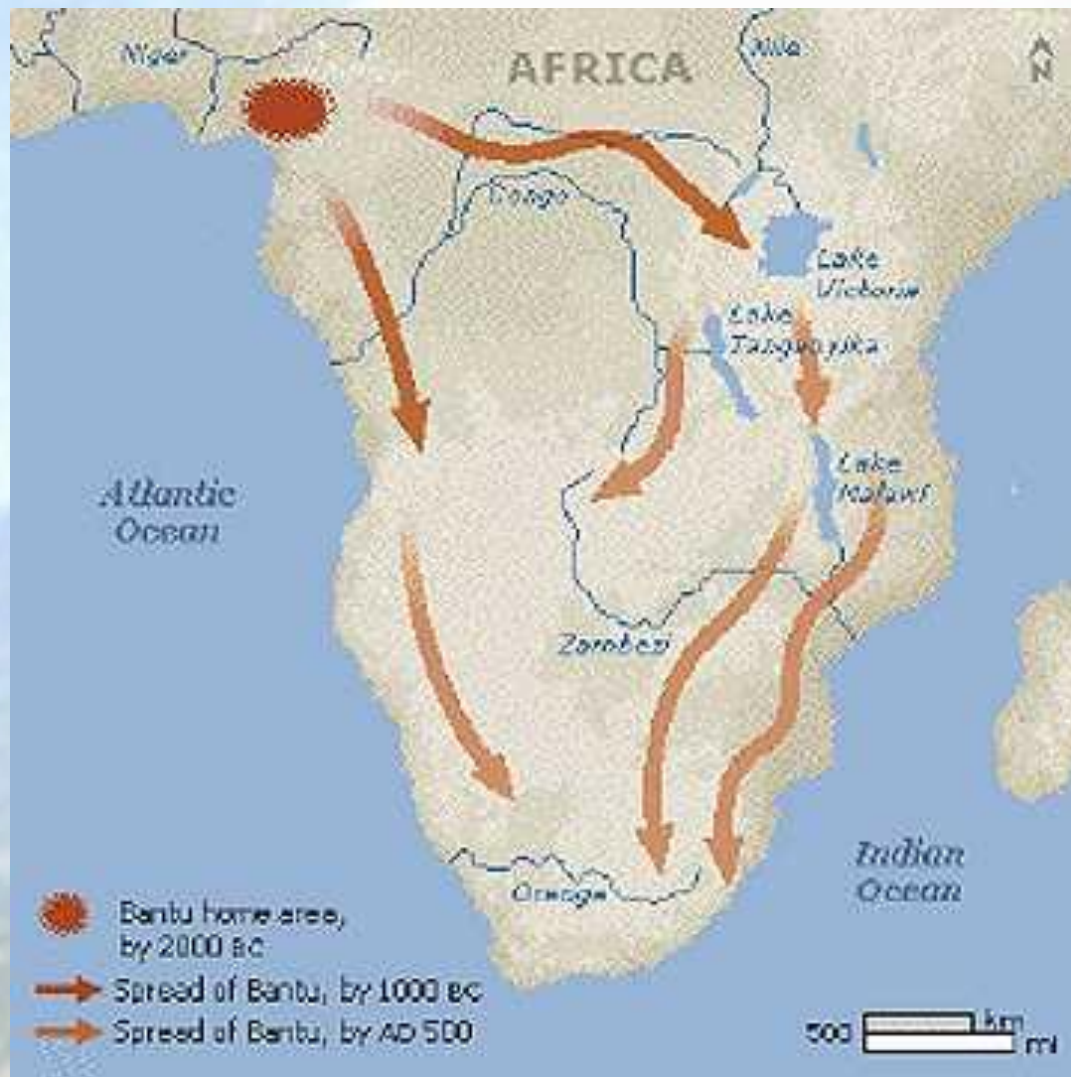 AFRICA
N
Niger
Nile
Congo
Lake
Victoria
Lake
Tanganyika
Lake
Malawi
Atlantic
Ocean
Zambezi
Orange
Indian
Ocean
Bantu home area,
by 2000 BC
Spread of Bantu, by 1000 BC
Spread of Bantu, by AD 500
500 km
mi